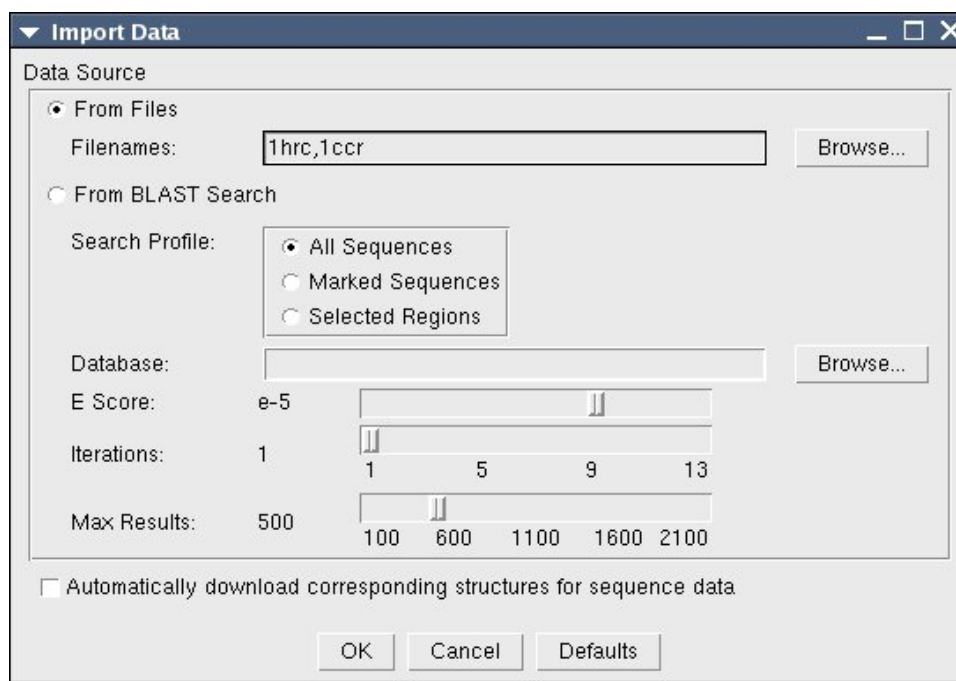 Import Data
Data Source
From Files
Filenames: 1hrc,1ccr Browse...
From BLAST Search
Search Profile: All Sequences
Marked Sequences
Selected Regions
Database: Browse...
E Score: e-5
Iterations: 1
1 5 9 13
Max Results: 500
100 600 1100 1600 2100
Automatically download corresponding structures for sequence data
OK Cancel Defaults